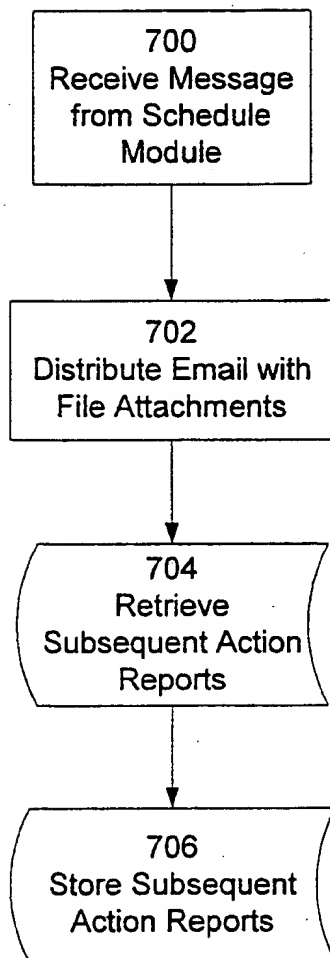 700
Receive Message
from Schedule
Module
702
Distribute Email with
File Attachments
704
Retrieve
Subsequent Action
Reports
706
Store Subsequent
Action Reports